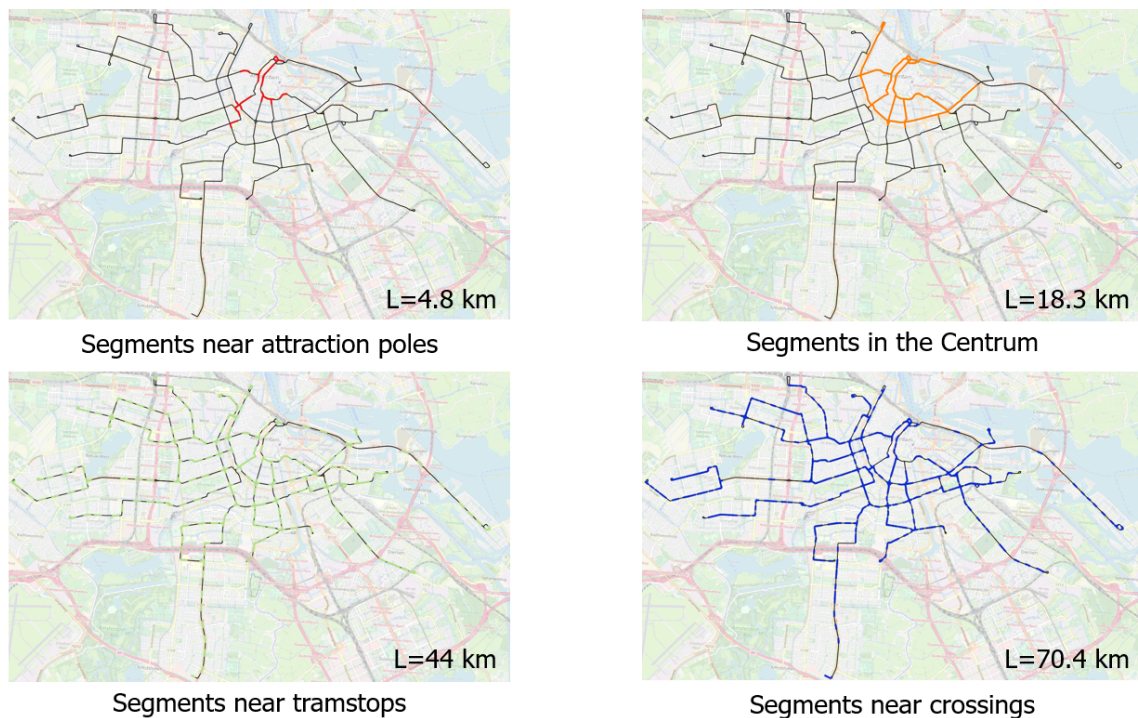 L=4.8 km
L=18.3 km
Segments near attraction poles
Segments in the Centrum
L=44 km
L=70.4 km
Segments near tramstops
Segments near crossings